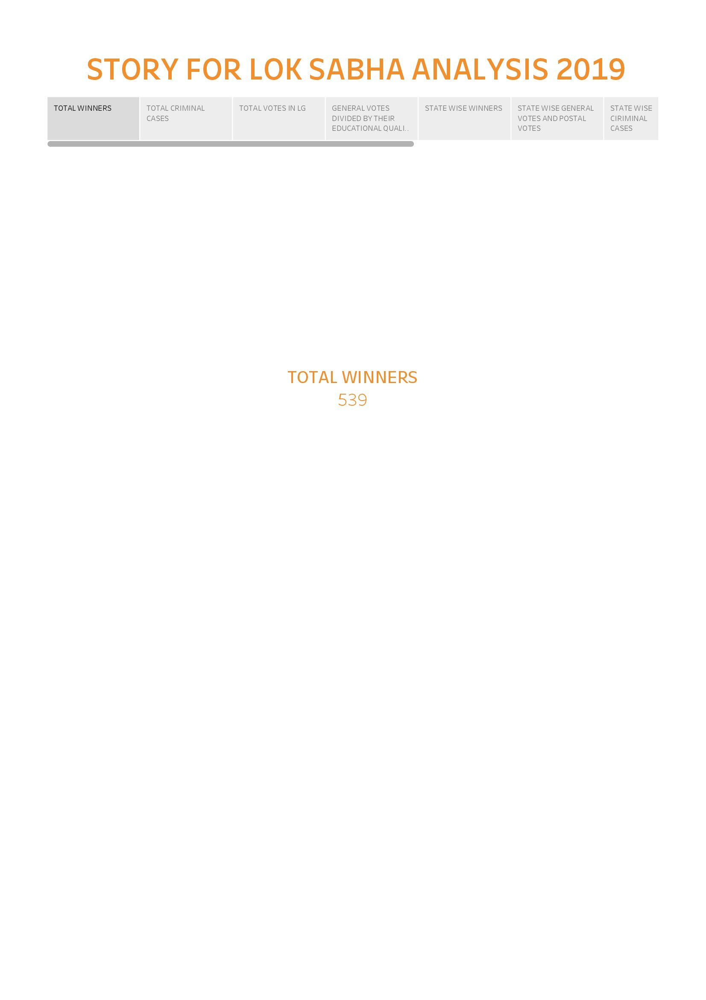 STORY FOR LOK SABHA ANALYSIS 2019
TOTAL WINNERS
TOTAL CRIMINAL
CASES
TOTAL VOTES IN LG
GENERAL VOTES
DIVIDED BY THEIR
EDUCATIONAL QUALI..
STATE WISE WINNERS
STATE WISE GENERAL
VOTES AND POSTAL
VOTES
STATE WISE
CIRIMINAL
CASES
TOTAL WINNERS
539